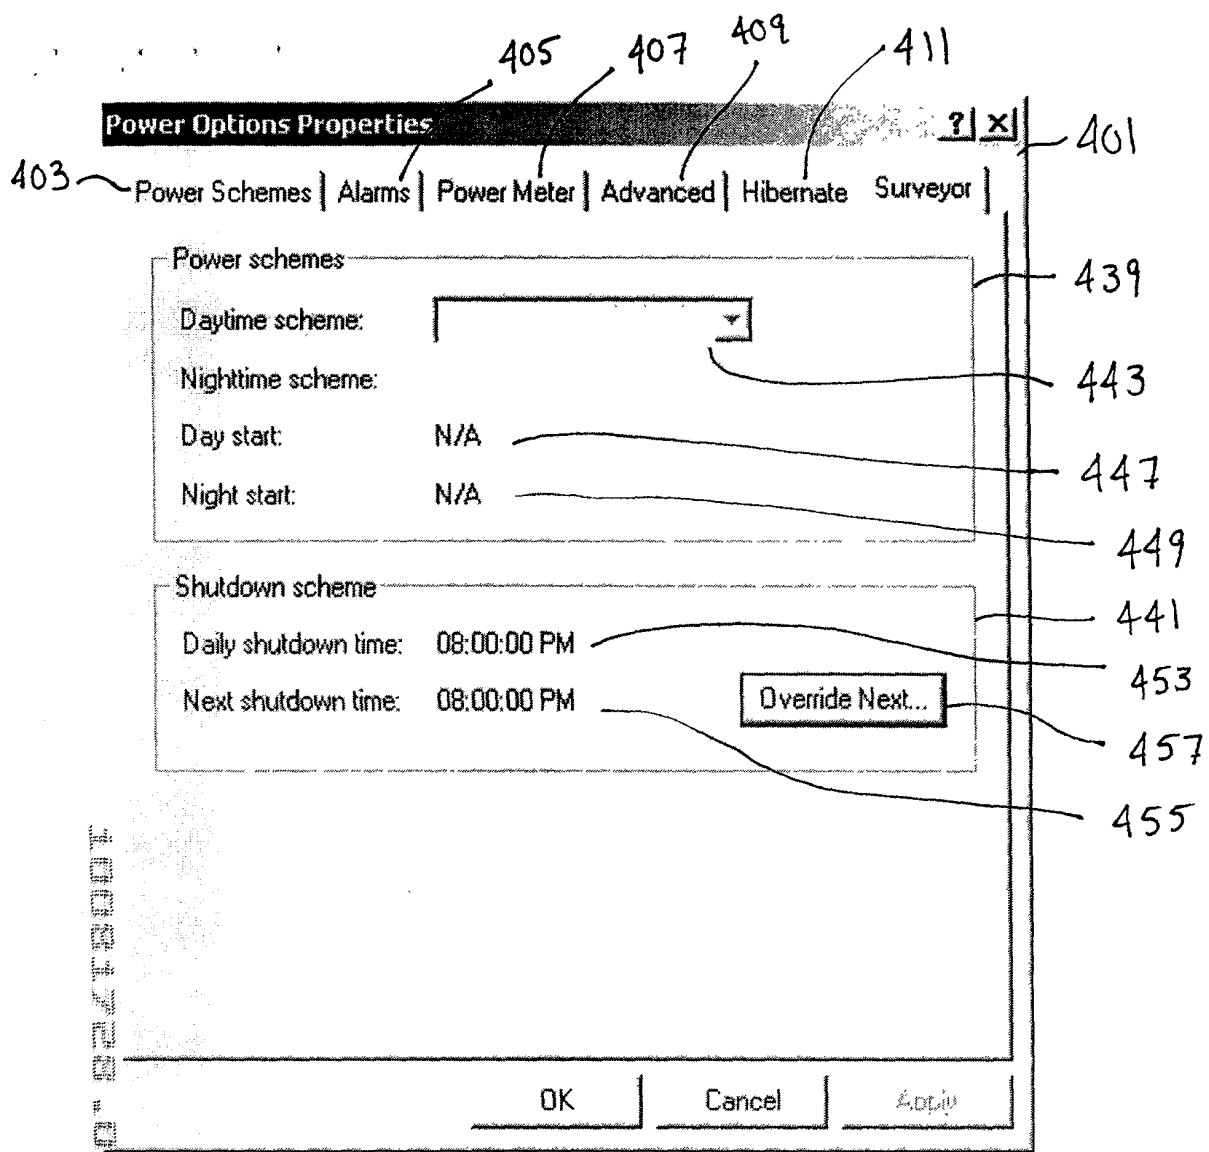 405 407 409 411
Power Options Properties ? X
401
403 Power Schemes Alarms Power Meter Advanced Hibernate Surveyor
Power schemes
439
Daytime scheme:
Nighttime scheme:
443
Day start: N/A
447
Night start: N/A
449
Shutdown scheme
441
Daily shutdown time: 08:00:00 PM
453
Next shutdown time: 08:00:00 PM Override Next...
457
455
OK Cancel Apply